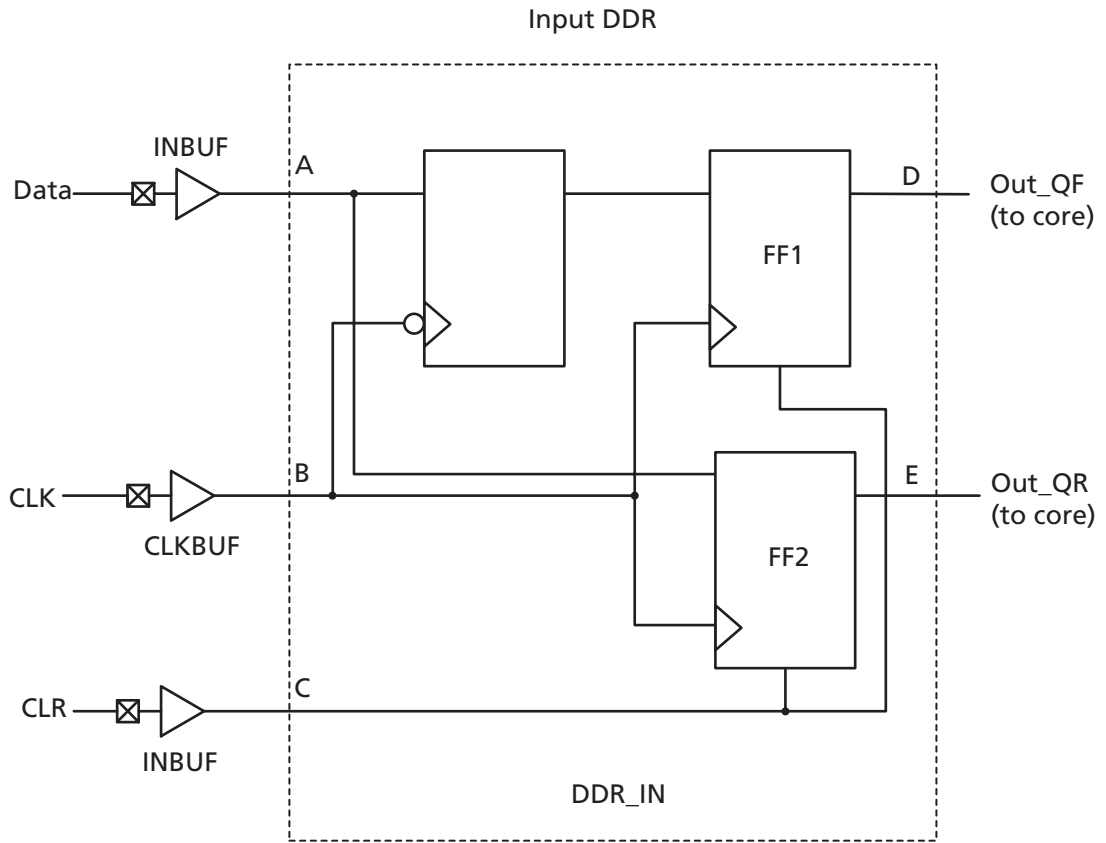 Input DDR
INBUF
A
Data
D
Out_QF
(to core)
FF1
B
E
CLK
Out_QR
(to core)
CLKBUF
FF2
C
CLR
INBUF
DDR_IN